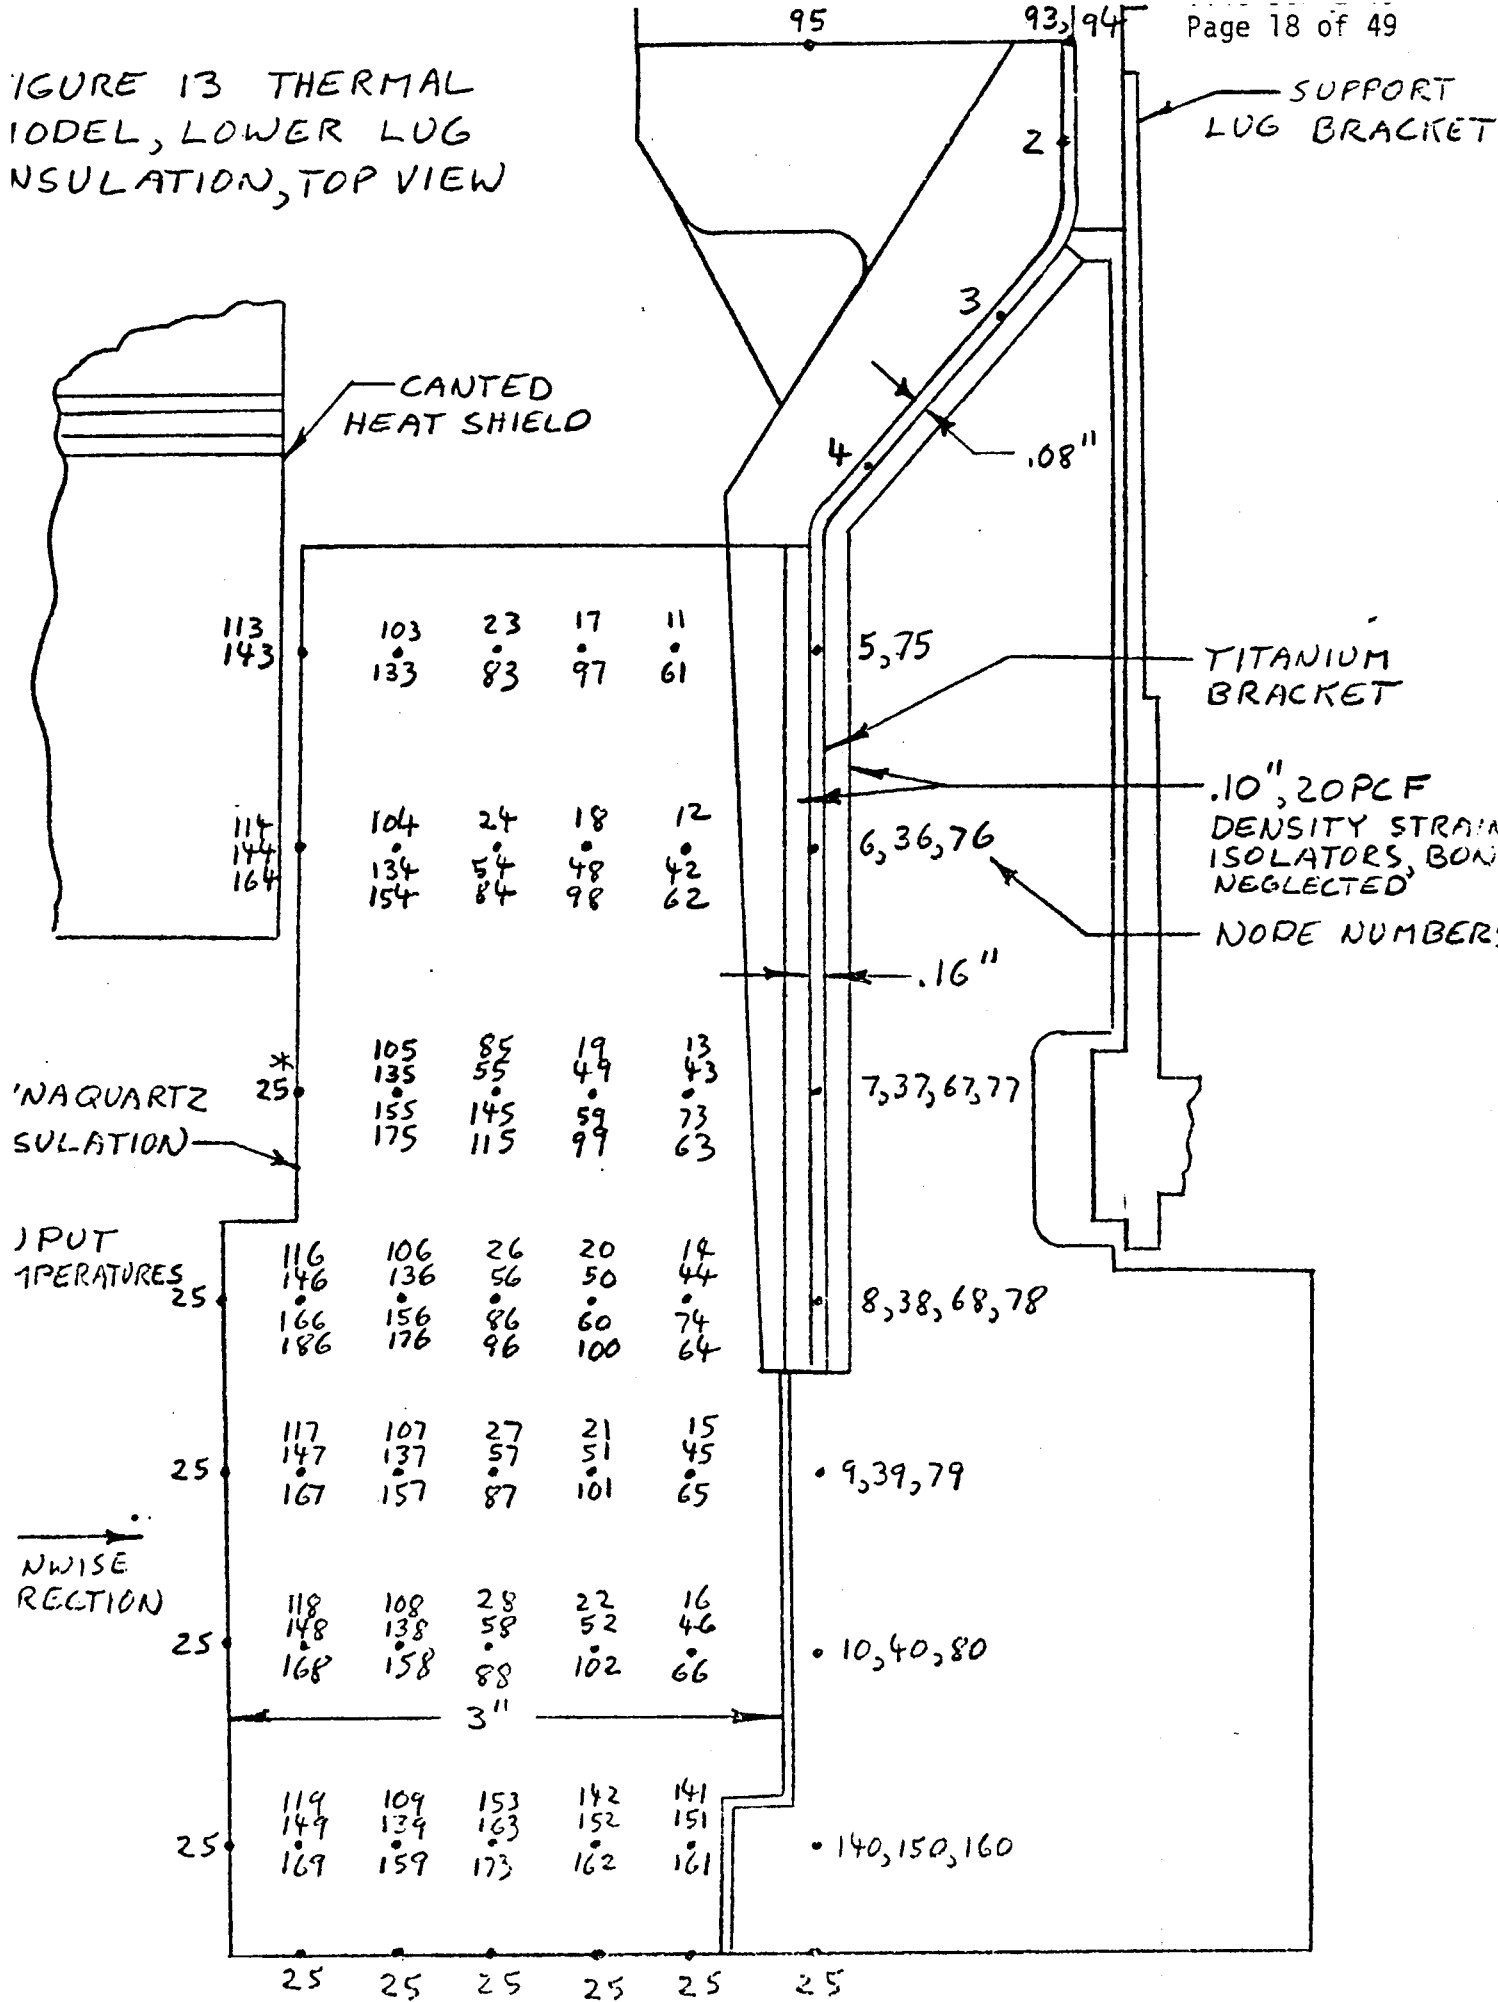 95
93, 94
Page 18 of 49
IGURE 13 THERMAL
IODEL, LOWER LUG
NSULATION, TOP VIEW
SUPPORT
LUG BRACKET
2
3
CANTED
HEAT SHIELD
4
.08"
113 103 23 17 11
143 133 83 97 61
5,75
TITANIUM
BRACKET
.10", 20 PCF
DENSITY STRAIN
ISOLATORS, BON
NEGLECTED
114 104 24 18 12
144 134 54 48 42
164 154 84 98 62
6,36,76
NODE NUMBERS
.16"
*
25
105 85 19 13
135 55 49 43
155 145 59 73
175 115 99 63
7,37,67,77
'NAQUARTZ
SULATION
PUT
PERATURES
25
116 106 26 20 14
146 136 56 50 44
166 156 86 60 74
186 176 96 100 64
8,38,68,78
117 107 27 21 15
147 137 57 51 45
25
167 157 87 101 65
9,39,79
NWISE
RECTION
118 108 28 22 16
148 138 58 52 46
25
168 158 88 102 66
10,40,80
3"
119 109 153 142 141
149 139 163 152 151
25
169 159 173 162 161
140,150,160
25 25 25 25 25 25